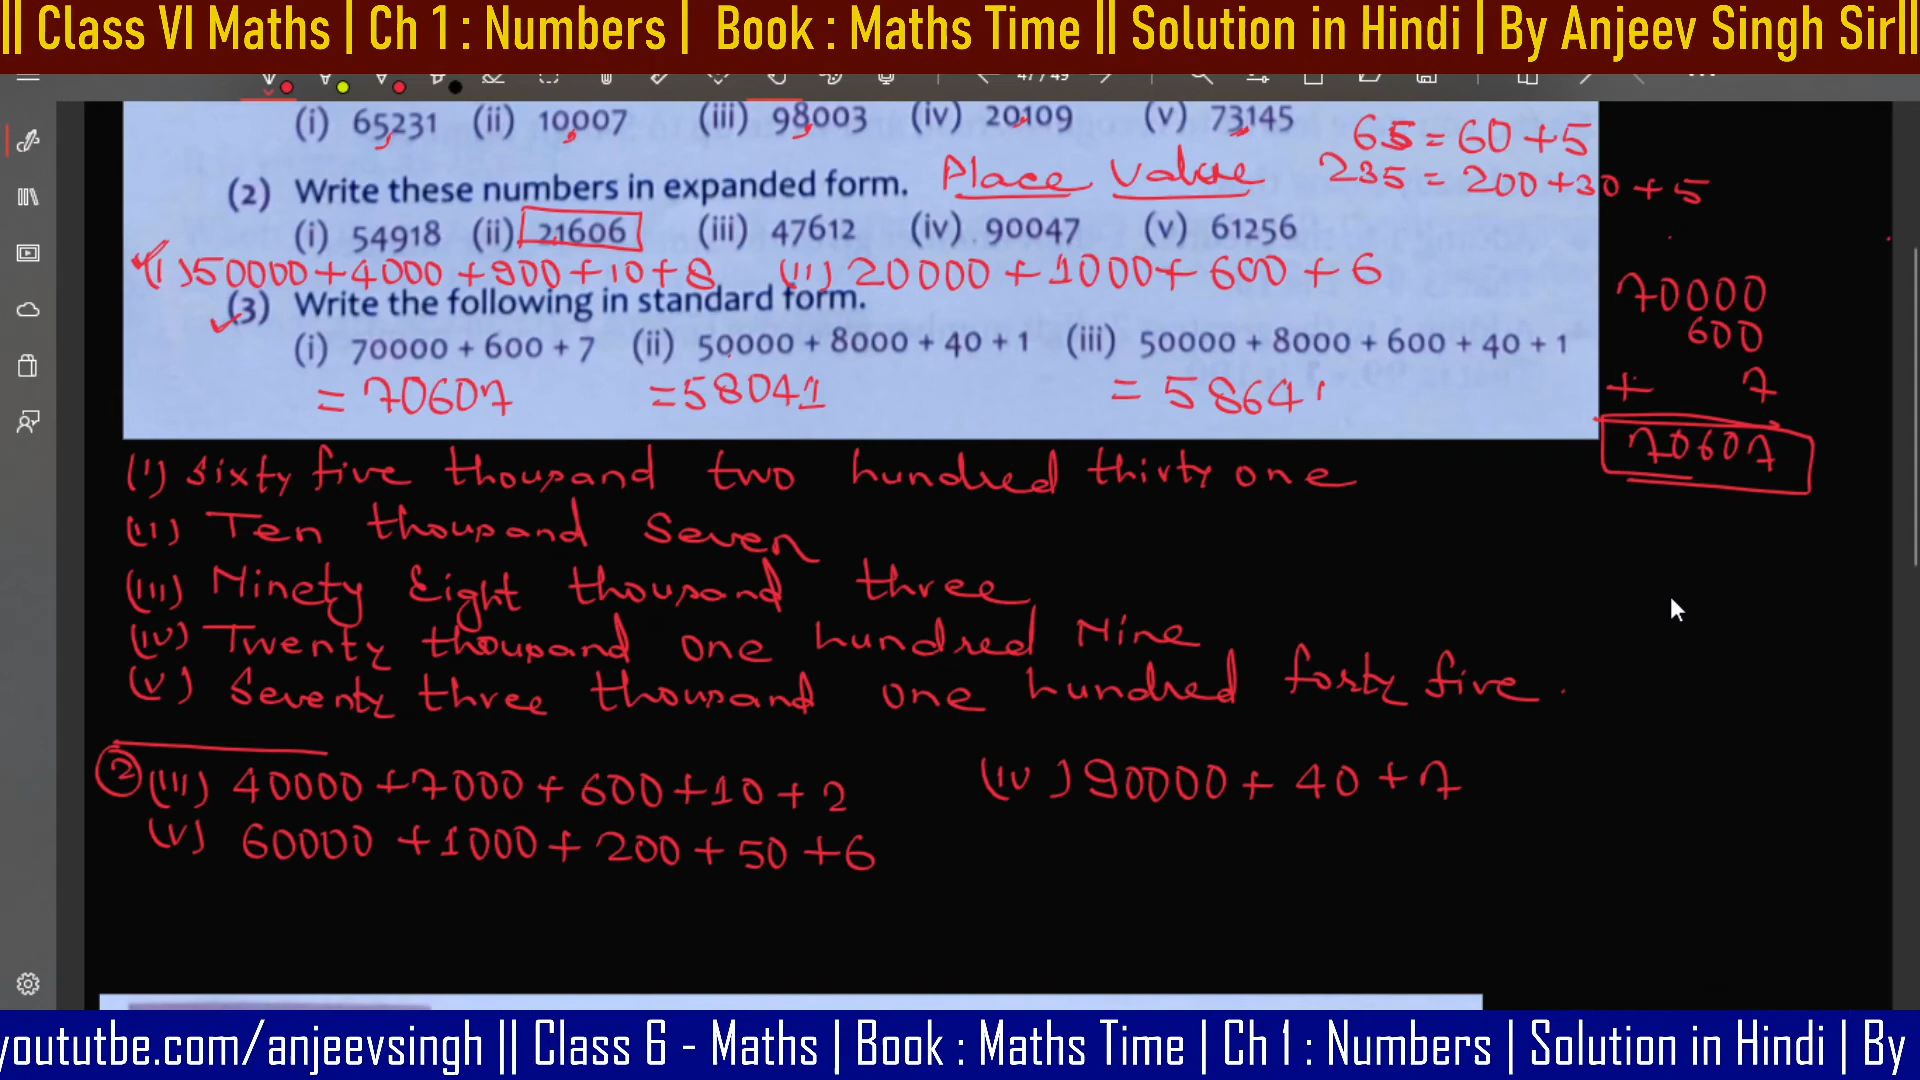 || Class VI Maths | Ch 1 : Numbers | Book : Maths Time || Solution in Hindi | By Anjeev Singh Sir||
47 / 49
(i) 65231 (ii) 10007 (iii) 98003 (iv) 20109 (v) 73145
65 = 60 + 5
(2) Write these numbers in expanded form. Place Value
235 = 200 + 30 + 5
(i) 54918 (ii) 21606 (iii) 47612 (iv) 90047 (v) 61256
(i) 50000 + 4000 + 900 + 10 + 8 (ii) 20000 + 1000 + 600 + 6
(3) Write the following in standard form.
(i) 70000 + 600 + 7 (ii) 50000 + 8000 + 40 + 1 (iii) 50000 + 8000 + 600 + 40 + 1
= 70607 = 58041 = 58641
70000
600
+ 7
70607
(i) Sixty five thousand two hundred thirty one
(ii) Ten thousand Seven
(iii) Ninety Eight thousand three
(iv) Twenty thousand one hundred Nine
(v) Seventy three thousand one hundred forty five.
2 (iii) 40000 + 7000 + 600 + 10 + 2 (iv) 90000 + 40 + 7
(v) 60000 + 1000 + 200 + 50 + 6
yoututbe.com/anjeevsingh || Class 6 - Maths | Book : Maths Time | Ch 1 : Numbers | Solution in Hindi | By